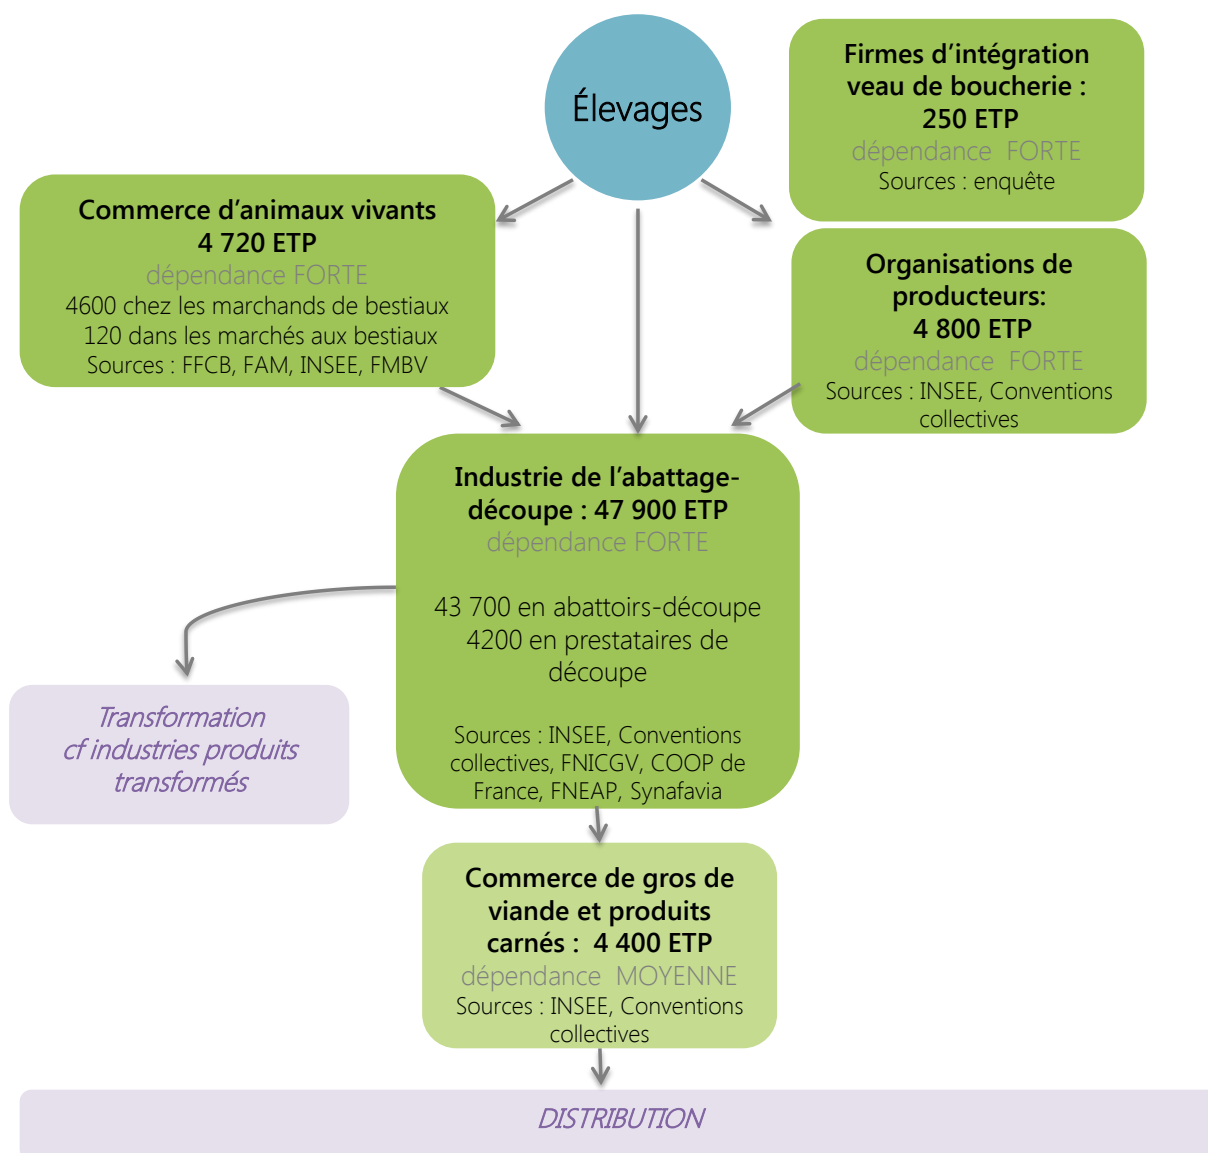 Élevages
Firmes d’intégration
veau de boucherie :
250 ETP
dépendance FORTE
Sources : enquête
Commerce d’animaux vivants
4 720 ETP
dépendance FORTE
4600 chez les marchands de bestiaux
120 dans les marchés aux bestiaux
Sources : FFCB, FAM, INSEE, FMBV
Organisations de
producteurs:
4 800 ETP
dépendance FORTE
Sources : INSEE, Conventions
collectives
Industrie de l’abattage-
découpe : 47 900 ETP
dépendance FORTE
43 700 en abattoirs-découpe
4200 en prestataires de
découpe
Sources : INSEE, Conventions
collectives, FNICGV, COOP de
France, FNEAP, Synafavia
Transformation
cf industries produits
transformés
Commerce de gros de
viande et produits
carnés : 4 400 ETP
dépendance MOYENNE
Sources : INSEE, Conventions
collectives
DISTRIBUTION